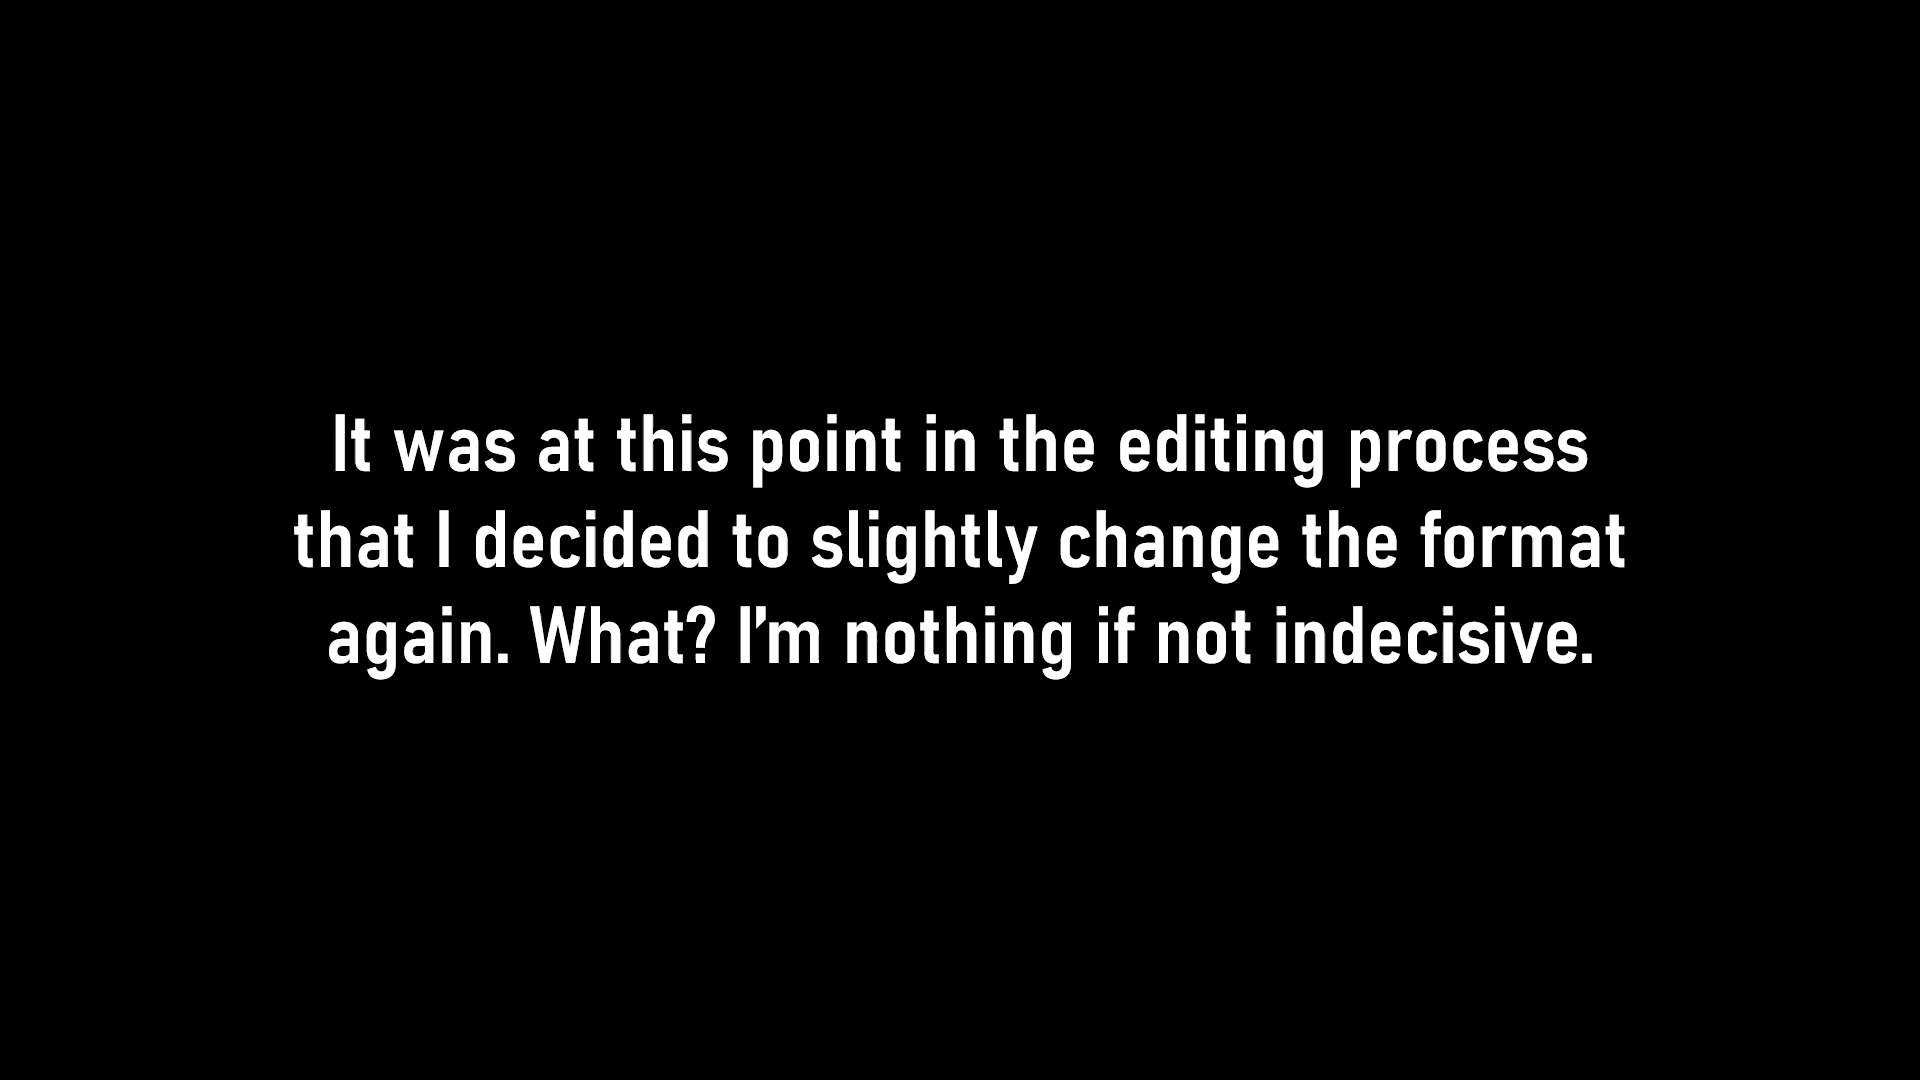 It was at this point in the editing process
that I decided to slightly change the format
again. What? I’m nothing if not indecisive.